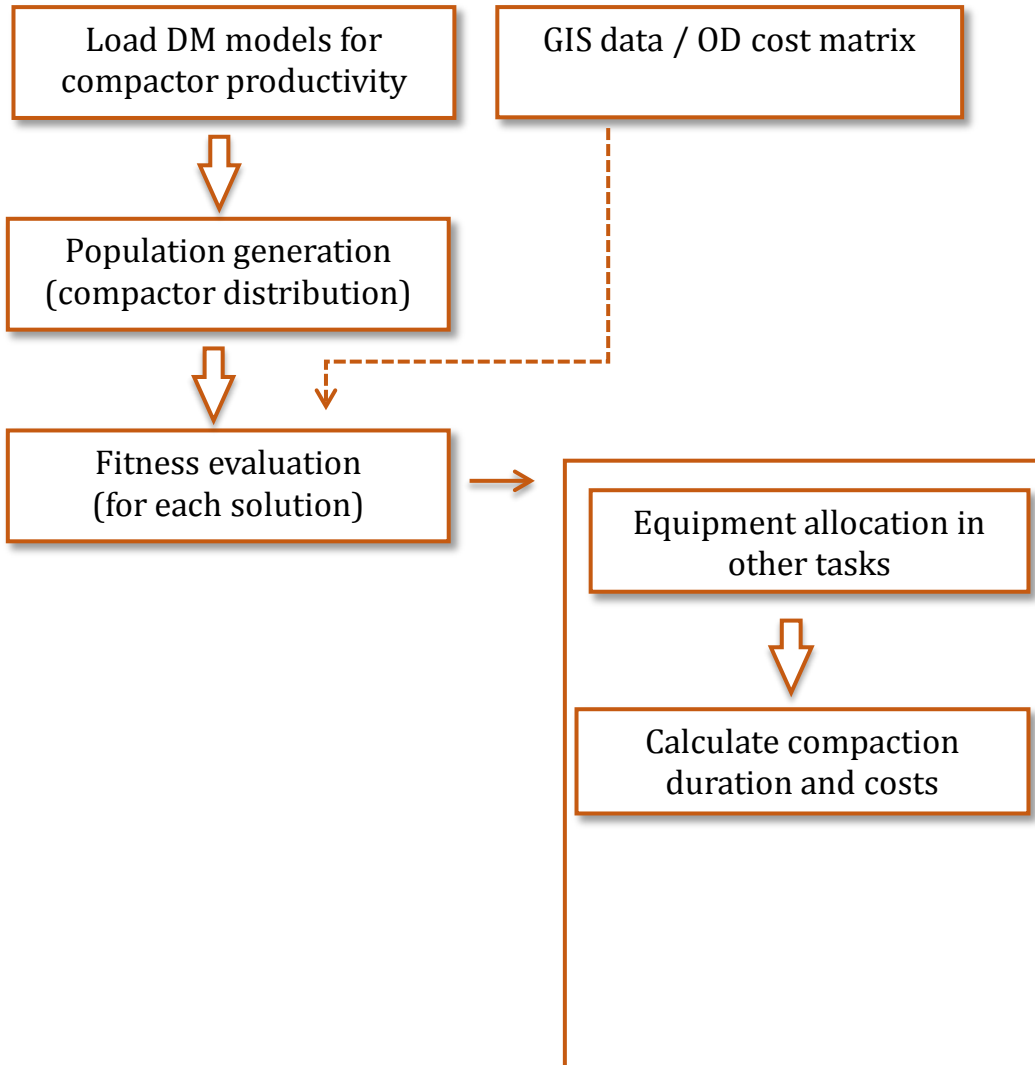 Load DM models for
compactor productivity
GIS data / OD cost matrix
Population generation
(compactor distribution)
Fitness evaluation
(for each solution)
Equipment allocation in
other tasks
Calculate compaction
duration and costs